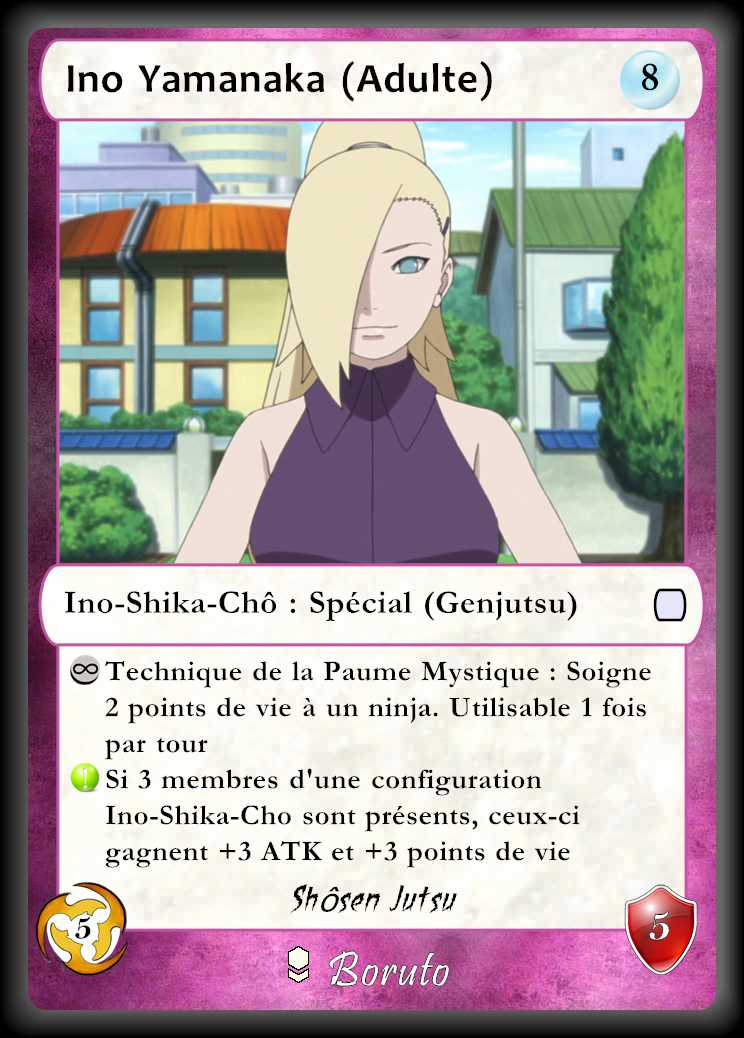 Ino Yamanaka (Adulte)
8
Ino-Shika-Chô : Spécial (Genjutsu)
∞ Technique de la Paume Mystique : Soigne
2 points de vie à un ninja. Utilisable 1 fois
par tour
! Si 3 membres d'une configuration
Ino-Shika-Cho sont présents, ceux-ci
gagnent +3 ATK et +3 points de vie
Shôsen Jutsu
5
5
Boruto